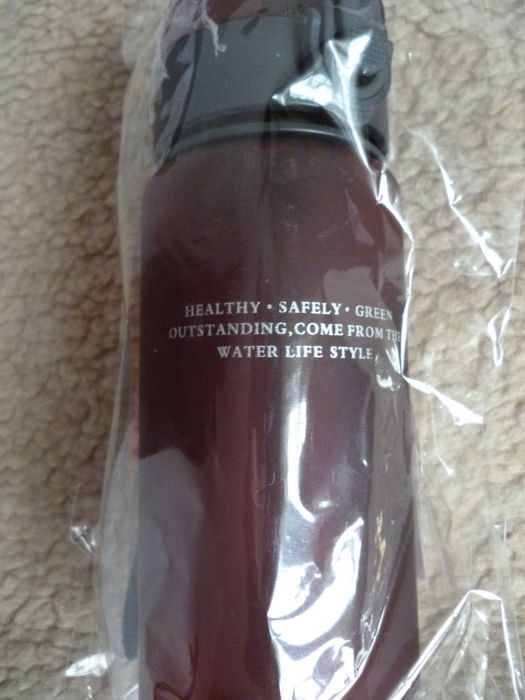 HEALTHY · SAFELY · GREEN
OUTSTANDING,COME FROM THE
WATER LIFE STYLE